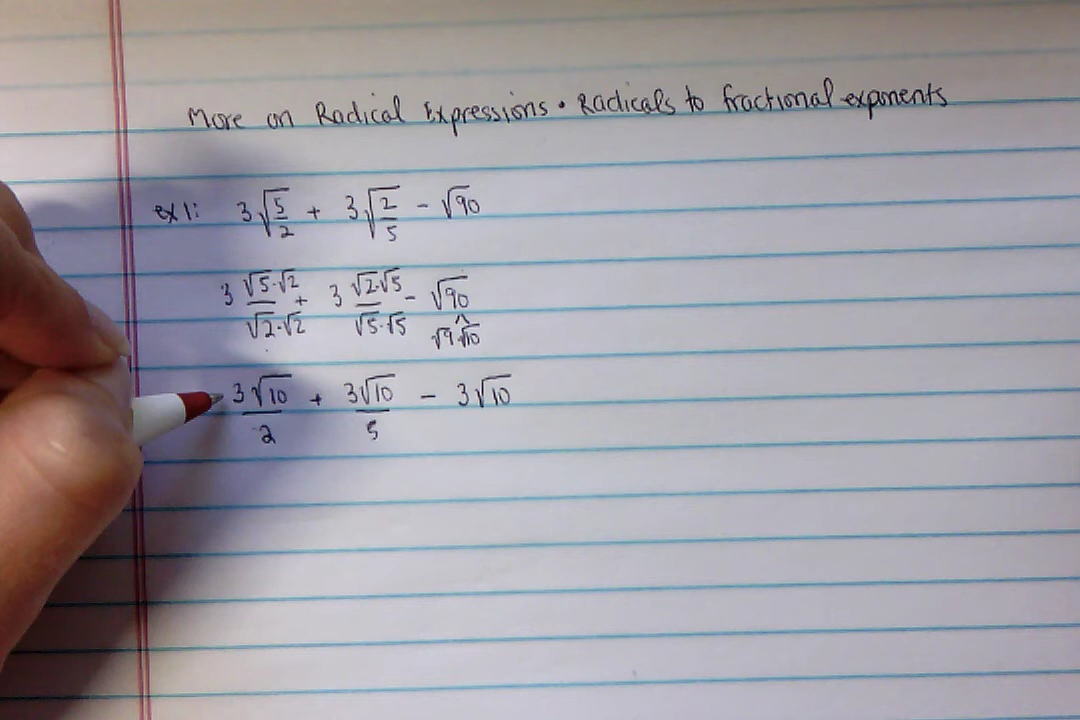 More on Radical Expressions • Radicals to fractional exponents
ex 1: 3√(5/2) + 3√(2/5) - √90
3 (√5·√2)/(√2·√2) + 3 (√2·√5)/(√5·√5) - √90
√9·√10
3√10/2 + 3√10/5 - 3√10